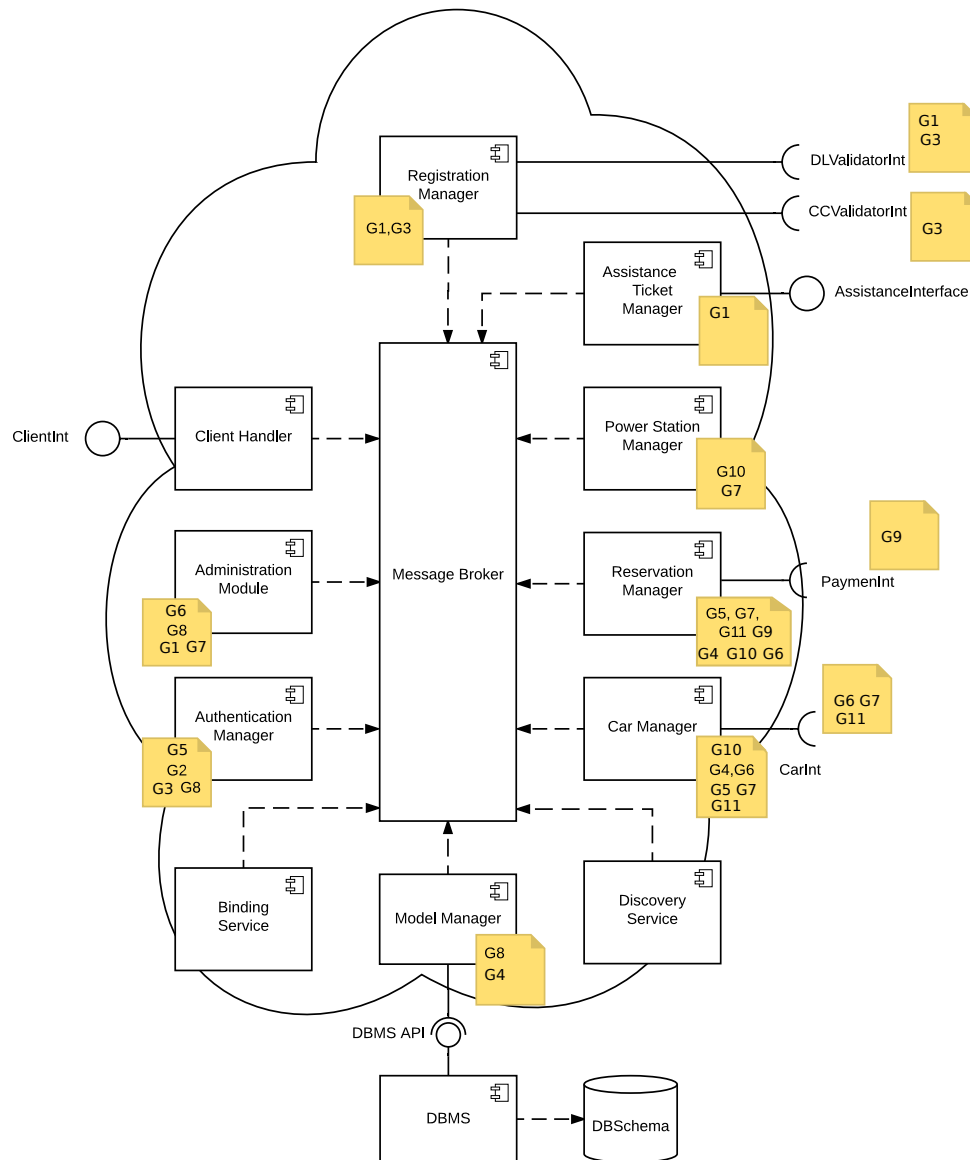 G1
G3
DLValidatorInt
Registration
Manager
G1,G3
CCValidatorInt
G3
Assistance
Ticket
Manager
G1
AssistanceInterface
ClientInt
Client Handler
Power Station
Manager
G10
G7
Message Broker
G9
Administration
Module
G6
G8
G1 G7
Reservation
Manager
PaymenInt
G5, G7,
G11 G9
G4 G10 G6
Authentication
Manager
G5
G2
G3 G8
Car Manager
G6 G7
G11
CarInt
G10
G4,G6
G5 G7
G11
Binding
Service
Model Manager
G8
G4
Discovery
Service
DBMS API
DBMS
DBSchema